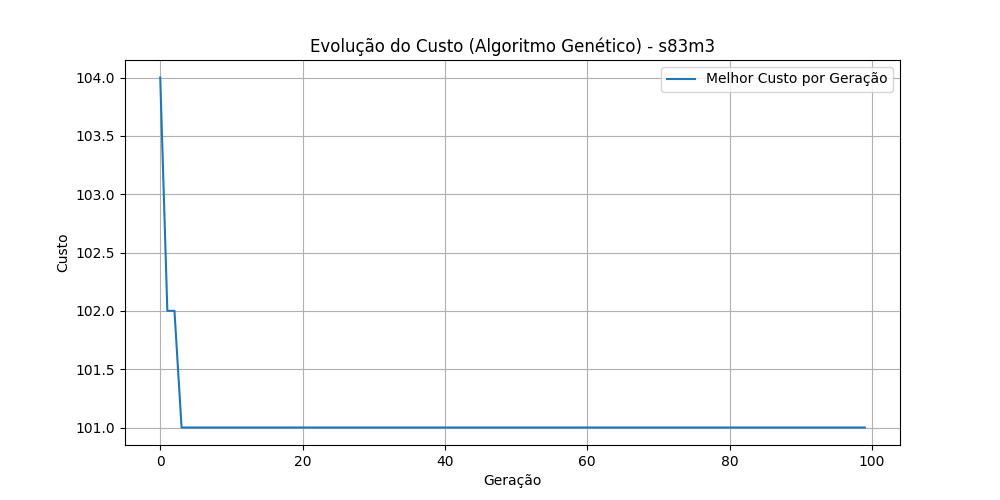 Evolução do Custo (Algoritmo Genético) - s83m3
Melhor Custo por Geração
104.0
103.5
103.0
102.5
102.0
101.5
101.0
Custo
0 20 40 60 80 100
Geração